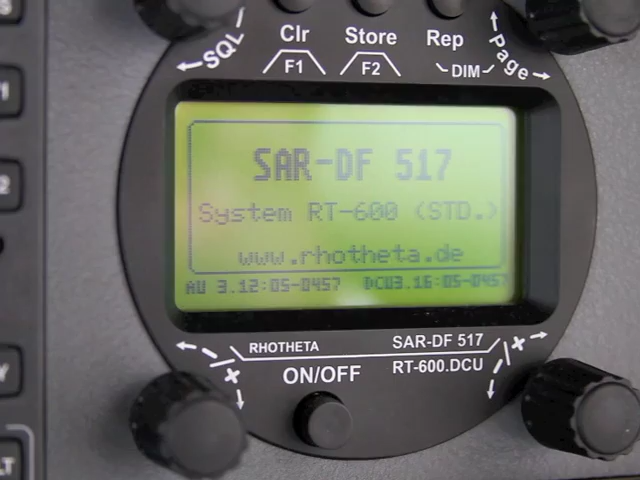 Clr Store Rep
SQL F1 F2 DIM Page
SAR-DF 517
System RT-600 (STD.)
www.rhotheta.de
AU 3.12:05-0457 DCU3.16:05-0457
RHOTHETA SAR-DF 517
ON/OFF RT-600.DCU